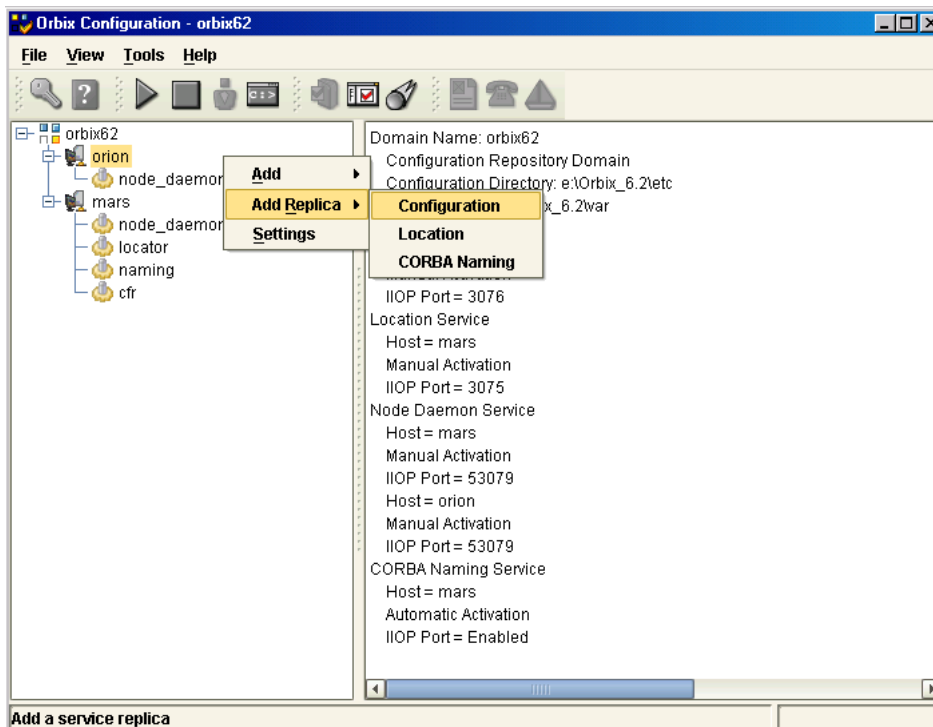 Orbix Configuration - orbix62
File View Tools Help
orbix62
orion
node_daemon
mars
node_daemon
locator
naming
cfr
Add
Add Replica
Settings
Configuration
Location
CORBA Naming
Domain Name: orbix62
Configuration Repository Domain
Configuration Directory: e:\Orbix_6.2\etc
x_6.2\var
IIOP Port = 3076
Location Service
Host = mars
Manual Activation
IIOP Port = 3075
Node Daemon Service
Host = mars
Manual Activation
IIOP Port = 53079
Host = orion
Manual Activation
IIOP Port = 53079
CORBA Naming Service
Host = mars
Automatic Activation
IIOP Port = Enabled
Add a service replica